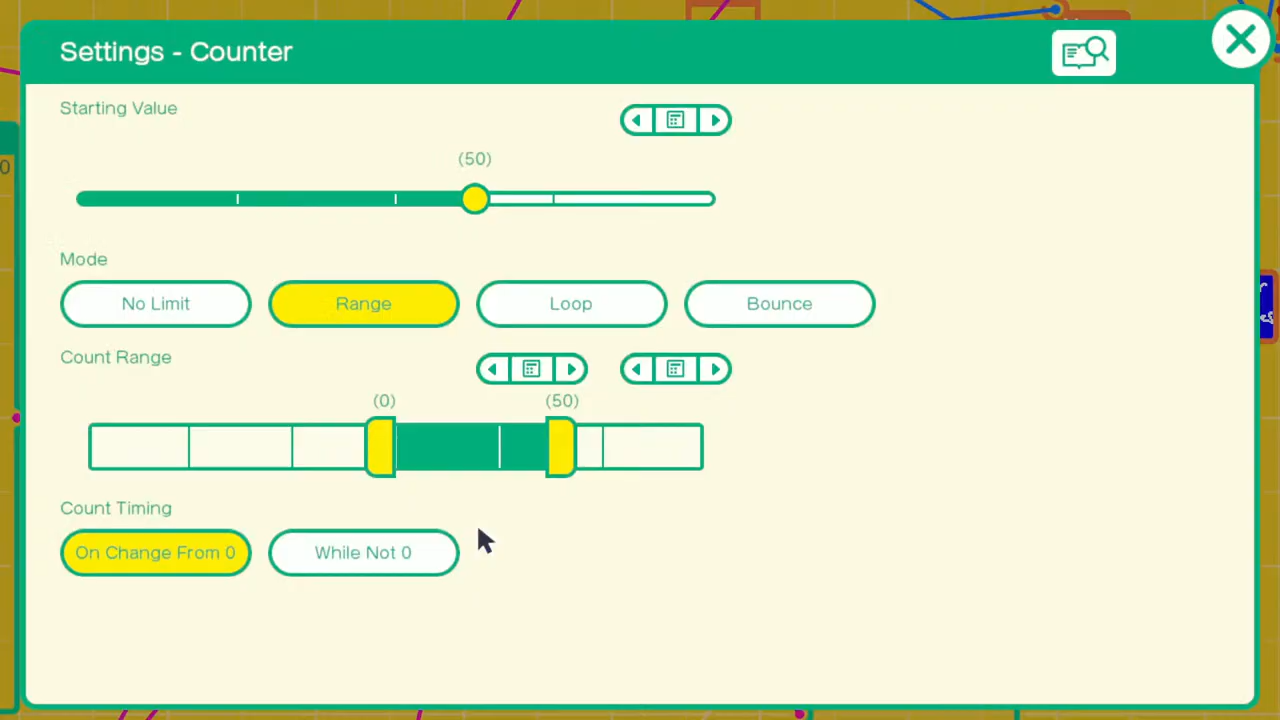 Settings - Counter
Starting Value
(50)
Mode
No Limit
Range
Loop
Bounce
Count Range
(0)
(50)
Count Timing
On Change From 0
While Not 0
0